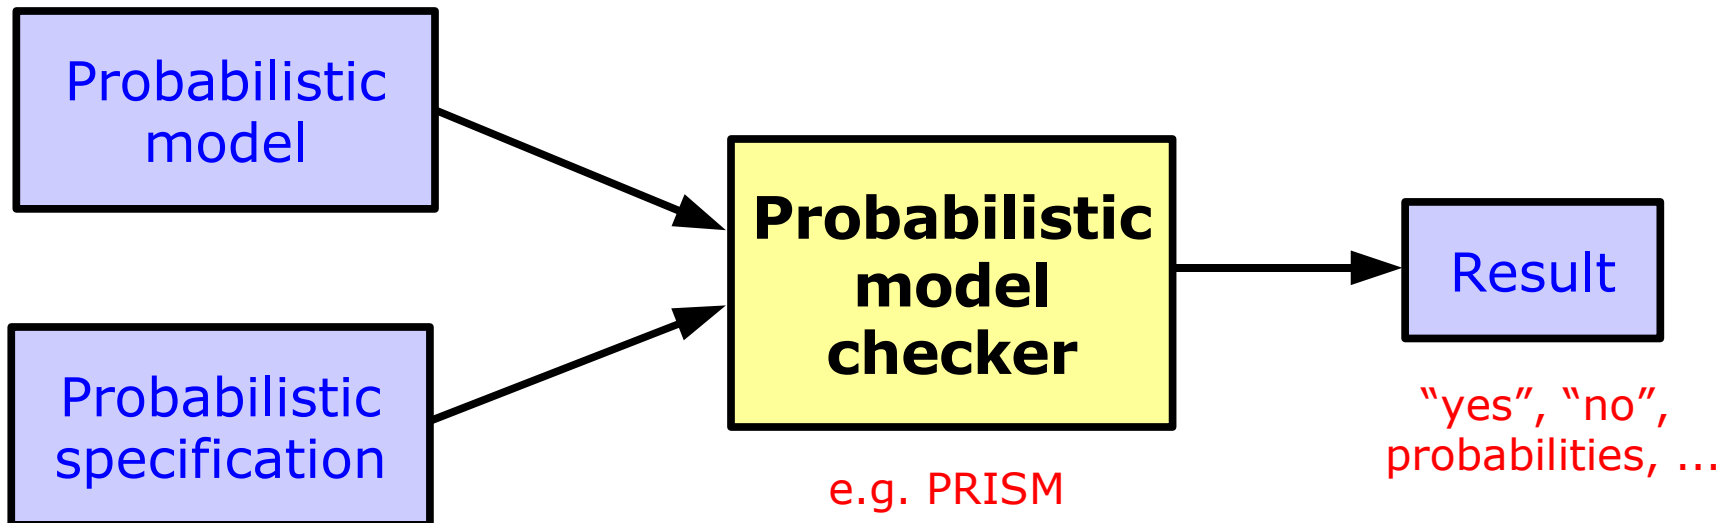 Probabilistic
model
Probabilistic
specification
Probabilistic
model
checker
e.g. PRISM
Result
“yes”, “no”,
probabilities, ...